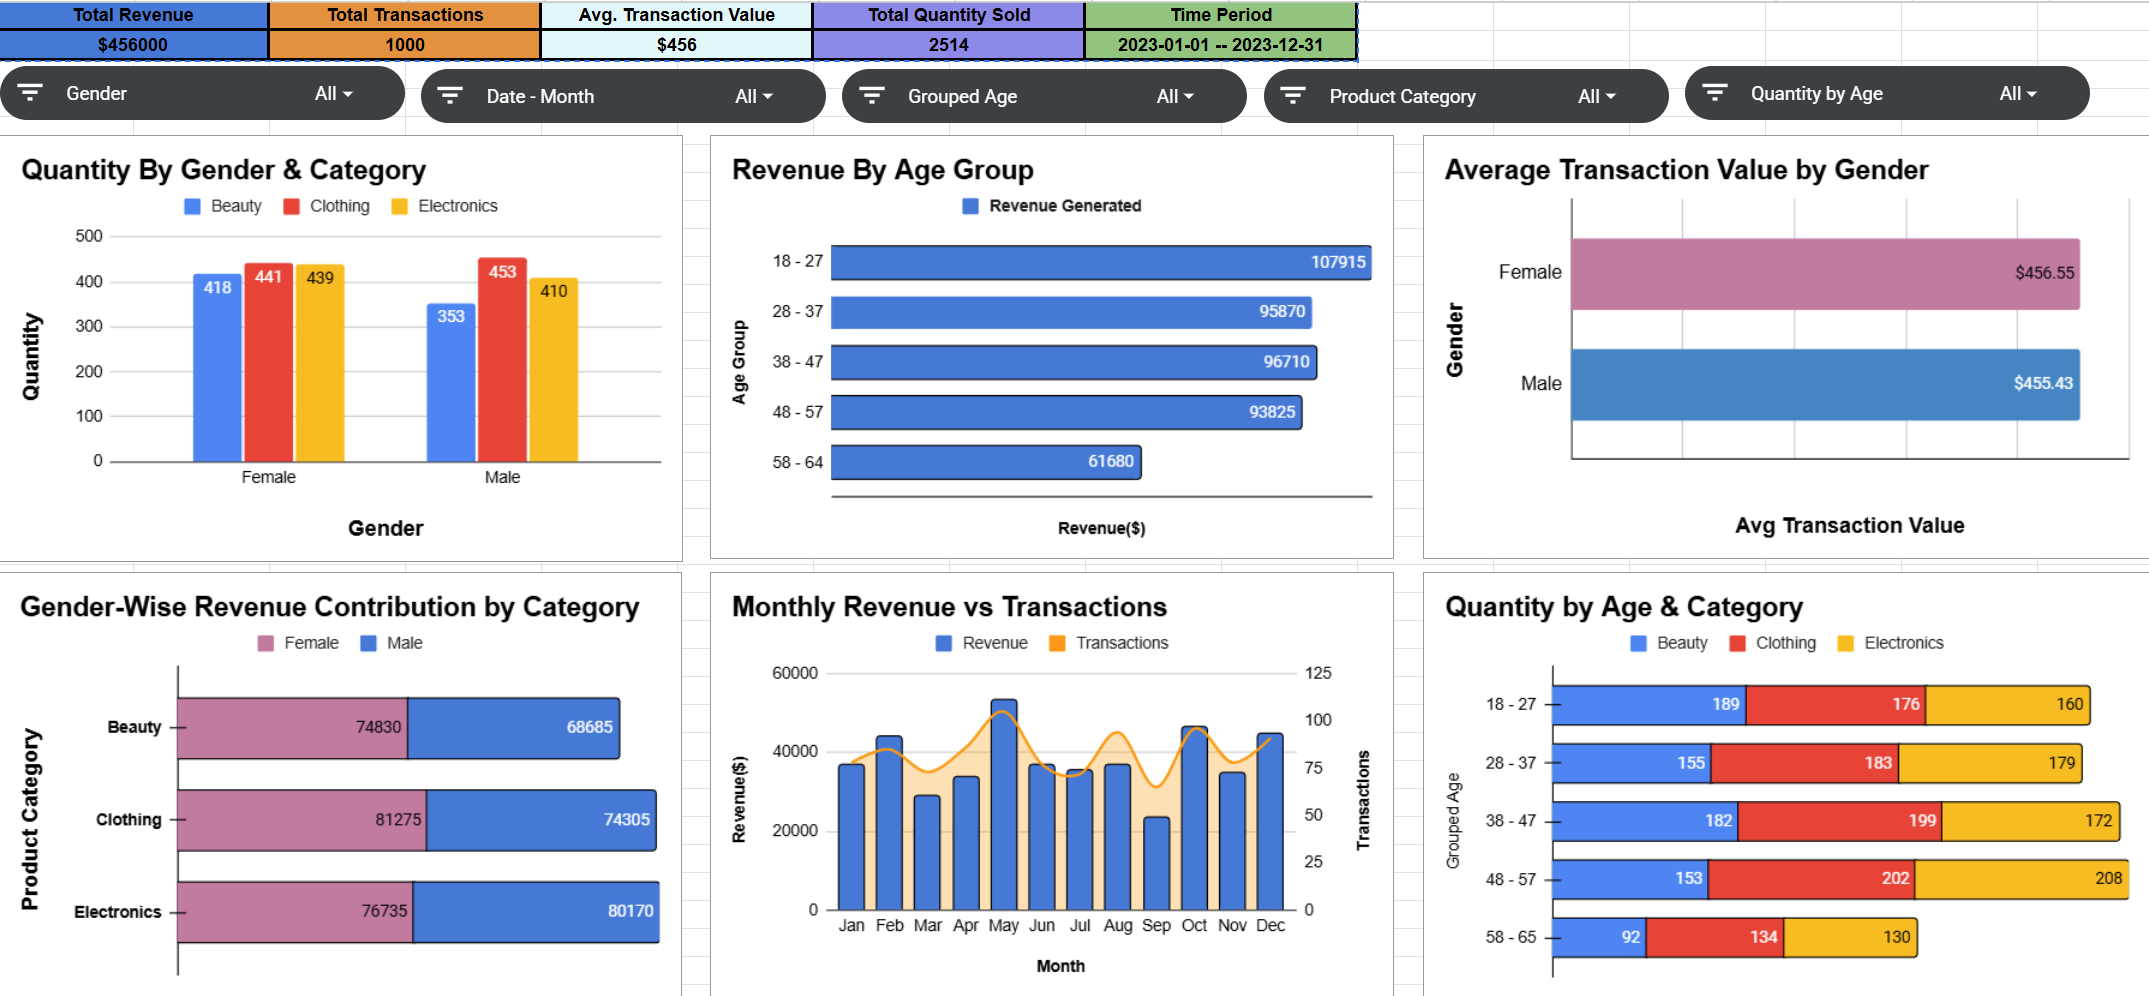 Total Revenue
Total Transactions
Avg. Transaction Value
Total Quantity Sold
Time Period
$456000
1000
$456
2514
2023-01-01 -- 2023-12-31
Gender
All
Date - Month
All
Grouped Age
All
Product Category
All
Quantity by Age
All
Quantity By Gender & Category
Beauty
Clothing
Electronics
Quantity
500
400
300
200
100
0
418
441
439
353
453
410
Female
Male
Gender
Revenue By Age Group
Revenue Generated
Age Group
18 - 27
107915
28 - 37
95870
38 - 47
96710
48 - 57
93825
58 - 64
61680
Revenue($)
Average Transaction Value by Gender
Gender
Female
$456.55
Male
$455.43
Avg Transaction Value
Gender-Wise Revenue Contribution by Category
Female
Male
Product Category
Beauty
74830
68685
Clothing
81275
74305
Electronics
76735
80170
Monthly Revenue vs Transactions
Revenue
Transactions
Revenue($)
60000
40000
20000
0
125
100
75
50
25
0
Transactions
Jan
Feb
Mar
Apr
May
Jun
Jul
Aug
Sep
Oct
Nov
Dec
Month
Quantity by Age & Category
Beauty
Clothing
Electronics
Grouped Age
18 - 27
189
176
160
28 - 37
155
183
179
38 - 47
182
199
172
48 - 57
153
202
208
58 - 65
92
134
130